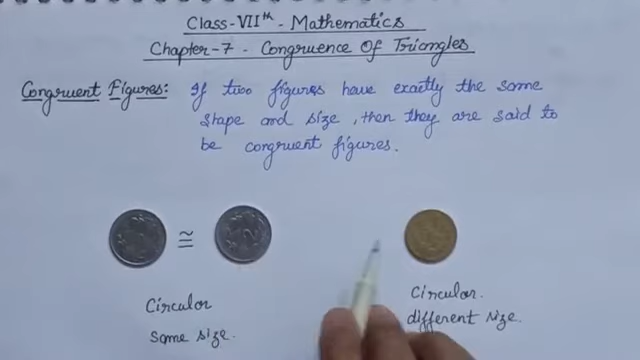 Class-VIIth - Mathematics
Chapter-7 - Congruence Of Triangles
Congruent Figures: If two figures have exactly the same
shape and size, then they are said to
be congruent figures.
≅
Circular
same size.
Circular.
different size.